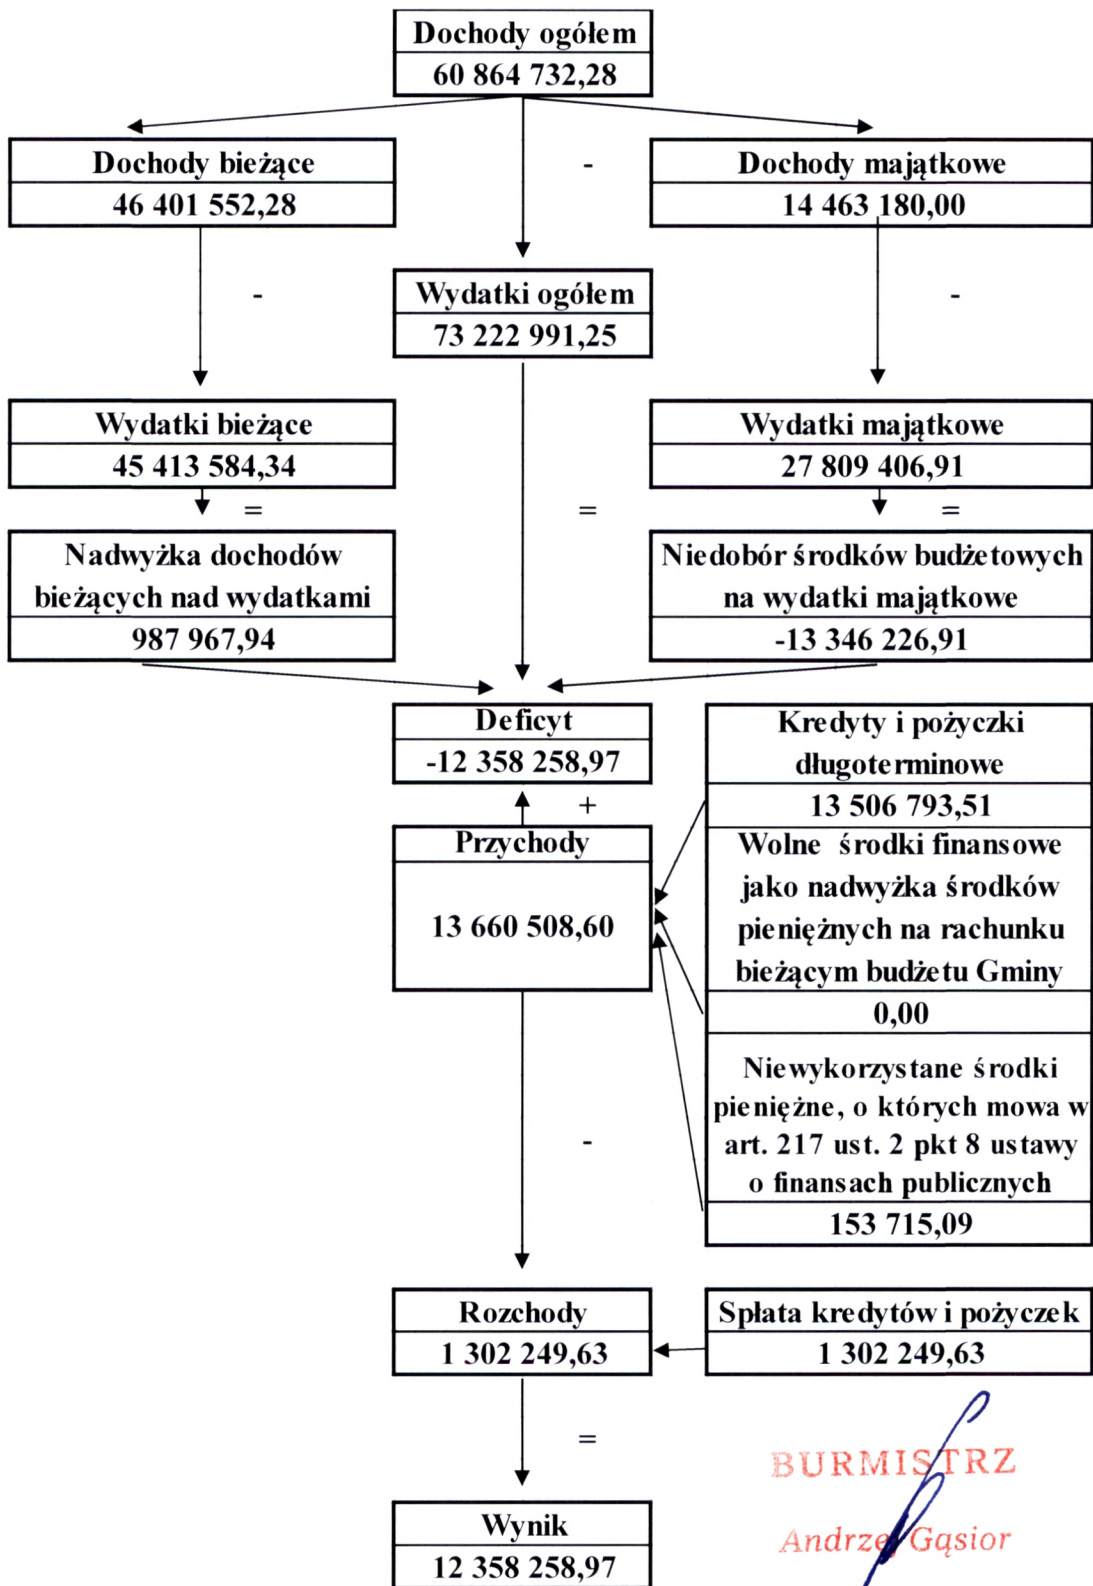 Dochody ogółem
60 864 732,28
Dochody bieżące
46 401 552,28
-
Dochody majątkowe
14 463 180,00
-
Wydatki ogółem
73 222 991,25
-
Wydatki bieżące
45 413 584,34
Wydatki majątkowe
27 809 406,91
=
=
=
Nadwyżka dochodów
bieżących nad wydatkami
987 967,94
Niedobór środków budżetowych
na wydatki majątkowe
-13 346 226,91
Deficyt
-12 358 258,97
+
Przychody
13 660 508,60
Kredyty i pożyczki
długoterminowe
13 506 793,51
Wolne środki finansowe
jako nadwyżka środków
pieniężnych na rachunku
bieżącym budżetu Gminy
0,00
Niewykorzystane środki
pieniężne, o których mowa w
art. 217 ust. 2 pkt 8 ustawy
o finansach publicznych
153 715,09
-
Rozchody
1 302 249,63
Spłata kredytów i pożyczek
1 302 249,63
=
Wynik
12 358 258,97
BURMISTRZ
Andrzej Gąsior